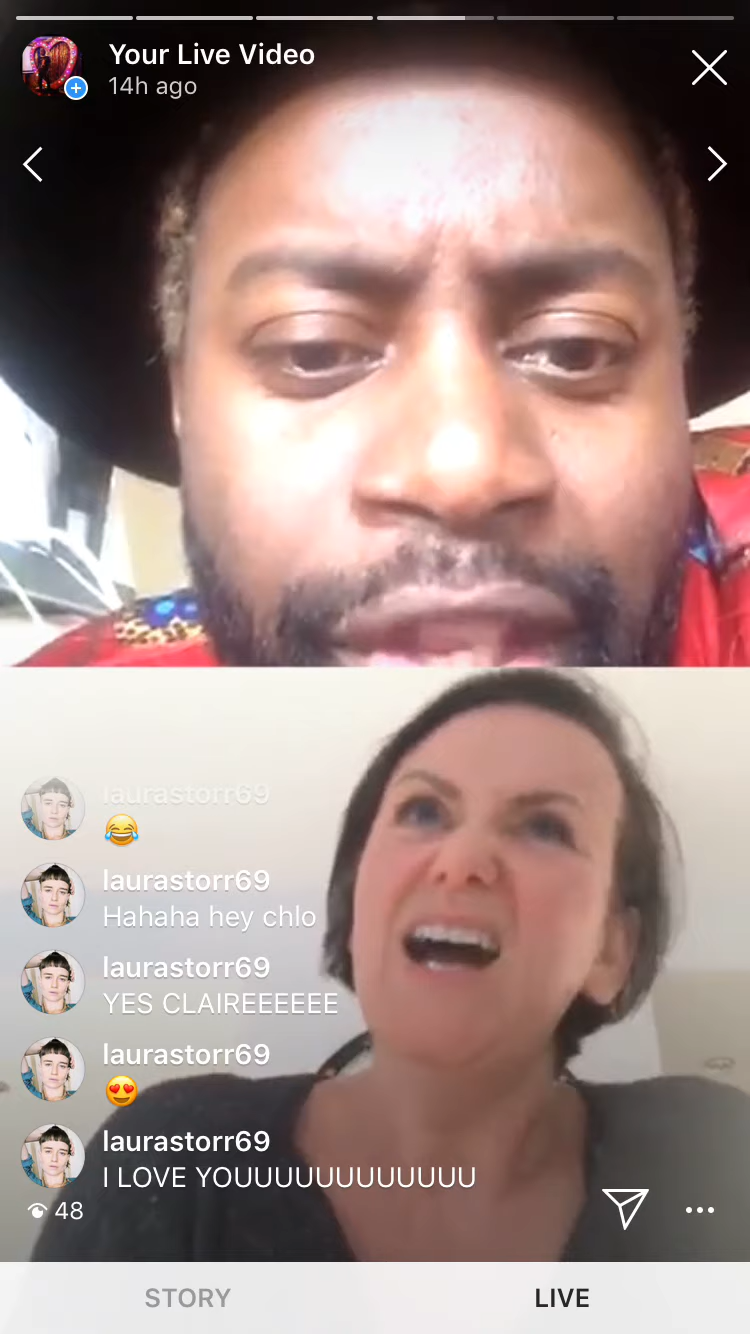 Your Live Video
14h ago
laurastorr69
😂
laurastorr69
Hahaha hey chlo
laurastorr69
YES CLAIREEEEEE
laurastorr69
😍
laurastorr69
I LOVE YOUUUUUUUUUUUUU
48
STORY
LIVE